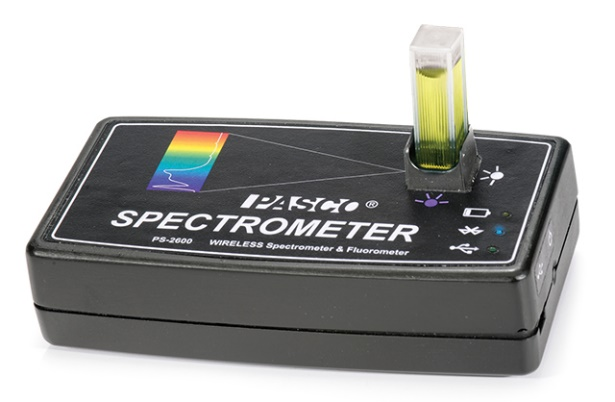 PASCO®
SPECTROMETER
PS-2600 WIRELESS Spectrometer & Fluorometer